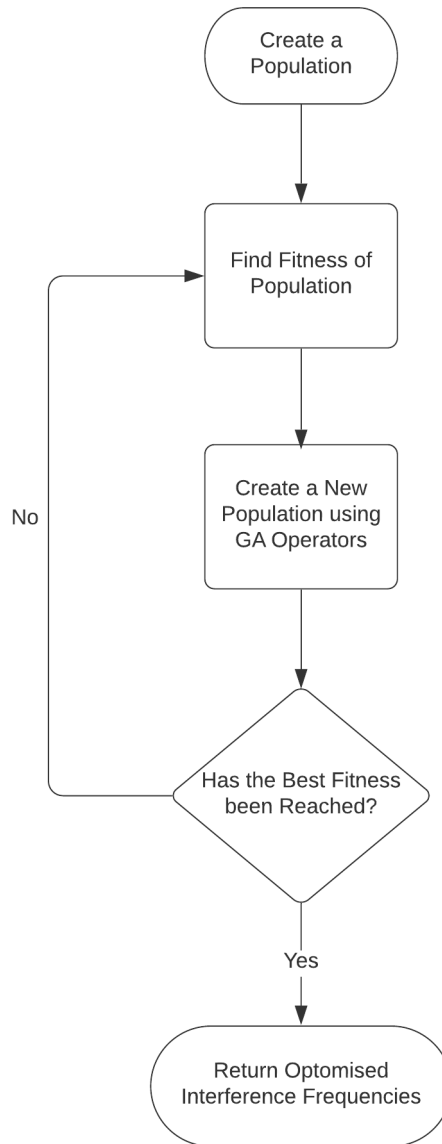 Create a
Population
Find Fitness of
Population
Create a New
Population using
GA Operators
No
Has the Best Fitness
been Reached?
Yes
Return Optomised
Interference Frequencies